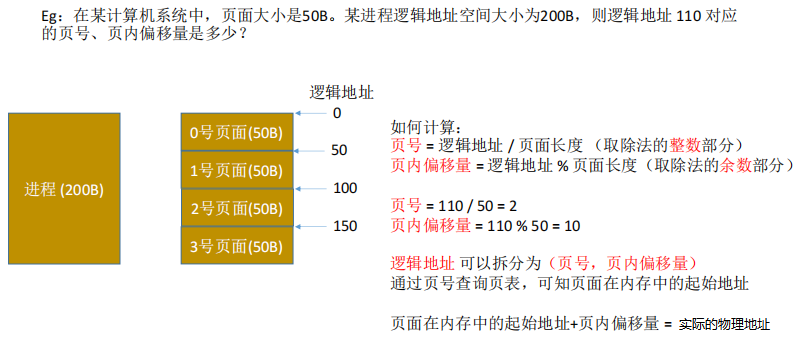 Eg：在某计算机系统中，页面大小是50B。某进程逻辑地址空间大小为200B，则逻辑地址 110 对应
的页号、页内偏移量是多少？
逻辑地址
进程 (200B)
0号页面(50B)
1号页面(50B)
2号页面(50B)
3号页面(50B)
0
50
100
150
如何计算：
页号 = 逻辑地址 / 页面长度 （取除法的整数部分）
页内偏移量 = 逻辑地址 % 页面长度（取除法的余数部分）
页号 = 110 / 50 = 2
页内偏移量 = 110 % 50 = 10
逻辑地址 可以拆分为（页号，页内偏移量）
通过页号查询页表，可知页面在内存中的起始地址
页面在内存中的起始地址+页内偏移量 = 实际的物理地址